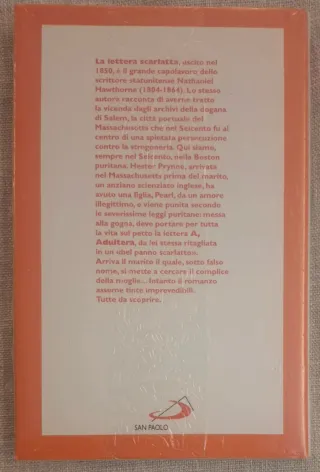 La lettera scarlatta, uscito nel
1850, è il grande capolavoro dello
scrittore statunitense Nathaniel
Hawthorne (1804-1864). Lo stesso
autore racconta di averne tratto
la vicenda dagli archivi della dogana
di Salem, la città portuale del
Massachusetts che nel Seicento fu al
centro di una spietata persecuzione
contro la stregoneria. Qui siamo,
sempre nel Seicento, nella Boston
puritana. Hester Prynne, arrivata
nel Massachusetts prima del marito,
un anziano scienziato inglese, ha
avuto una figlia, Pearl, da un amore
illegittimo, e viene punita secondo
le severissime leggi puritane: messa
alla gogna, deve portare per tutta
la vita sul petto la lettera A,
Adultera, da lei stessa ritagliata
in un «bel panno scarlatto».
Arriva il marito il quale, sotto falso
nome, si mette a cercare il complice
della moglie... Intanto il romanzo
assume tinte imprevedibili.
Tutte da scoprire.
SAN PAOLO